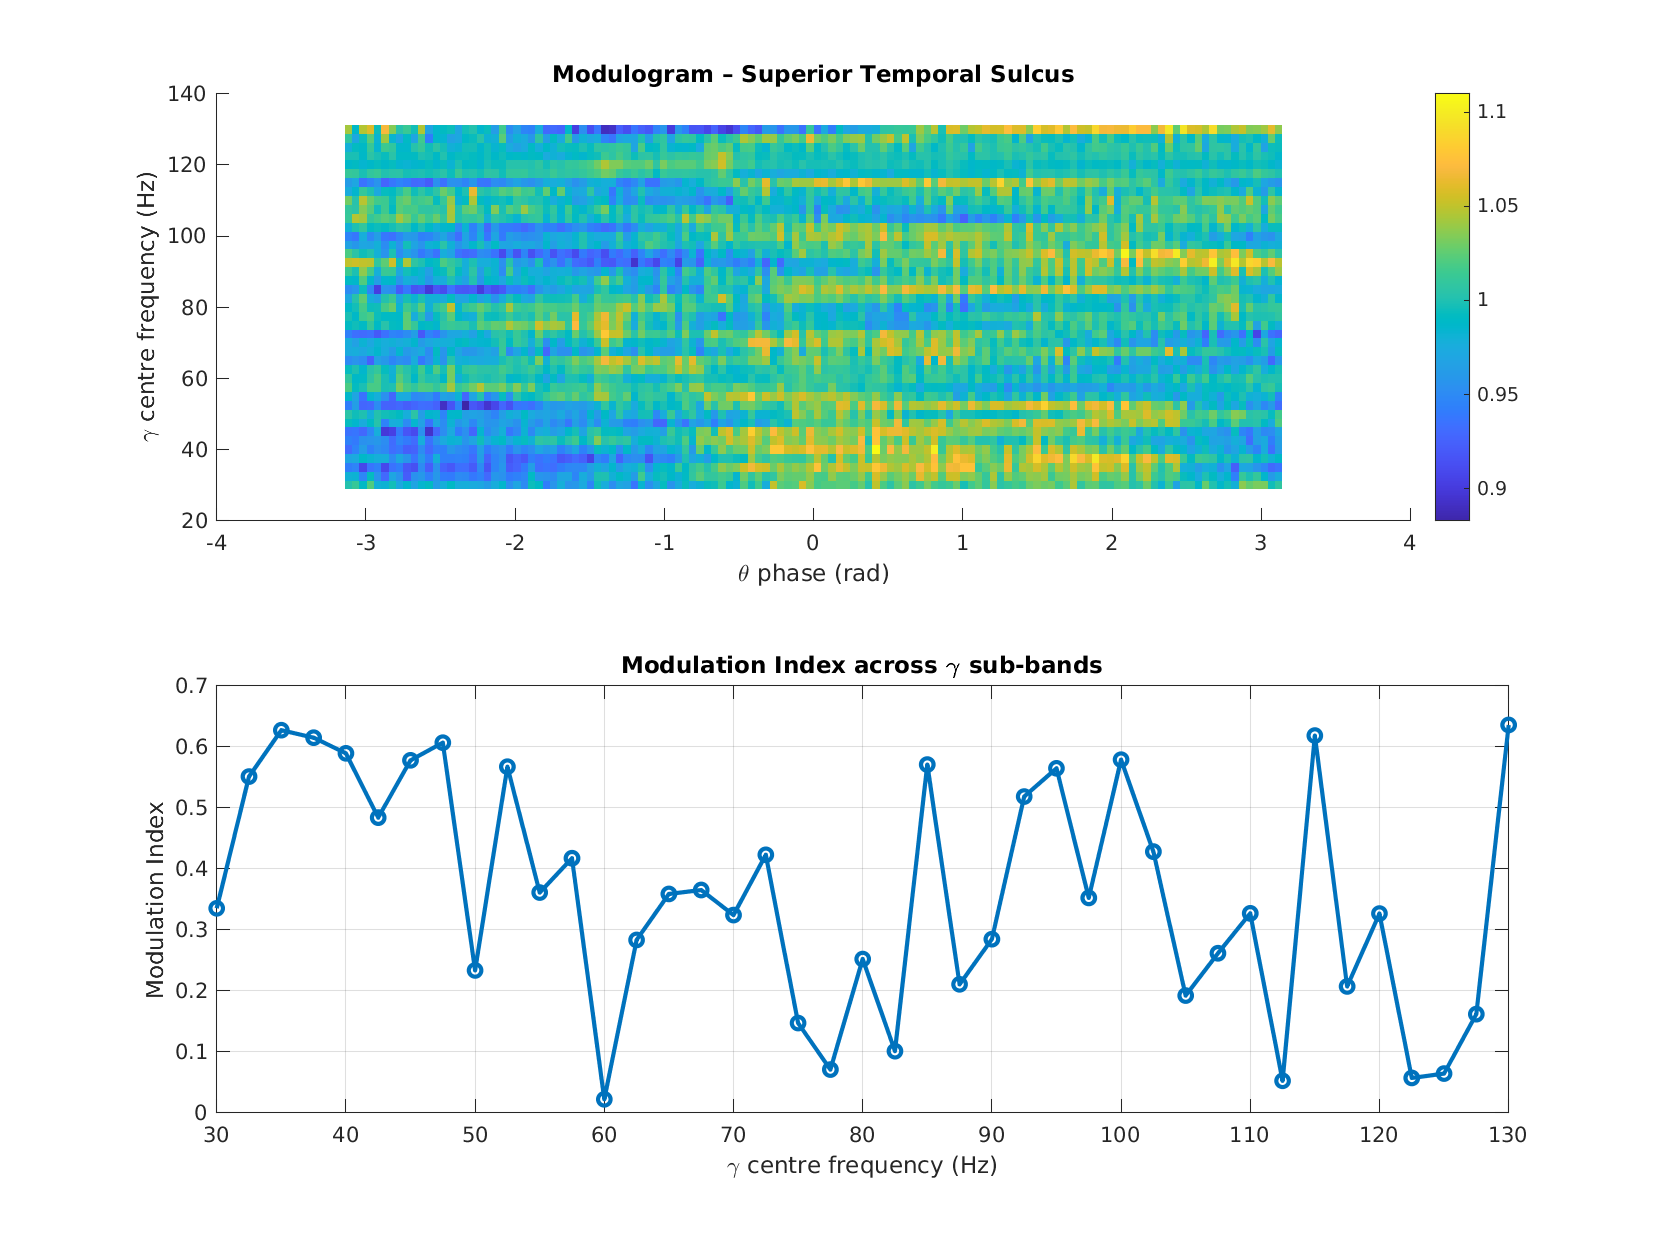 Modulogram – Superior Temporal Sulcus
140
120
100
80
60
40
20
γ centre frequency (Hz)
-4 -3 -2 -1 0 1 2 3 4
θ phase (rad)
1.1
1.05
1
0.95
0.9
Modulation Index across γ sub-bands
0.7
0.6
0.5
0.4
0.3
0.2
0.1
0
Modulation Index
30 40 50 60 70 80 90 100 110 120 130
γ centre frequency (Hz)